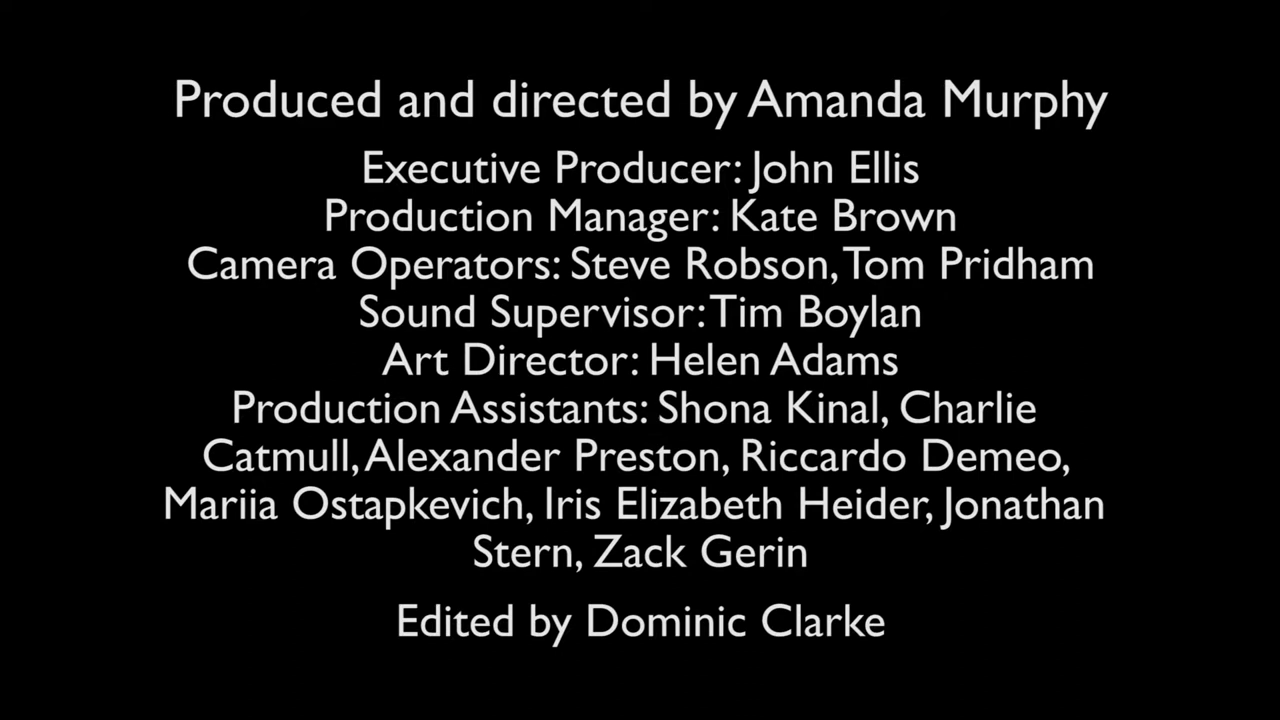 Produced and directed by Amanda Murphy
Executive Producer: John Ellis
Production Manager: Kate Brown
Camera Operators: Steve Robson, Tom Pridham
Sound Supervisor: Tim Boylan
Art Director: Helen Adams
Production Assistants: Shona Kinal, Charlie
Catmull, Alexander Preston, Riccardo Demeo,
Mariia Ostapkevich, Iris Elizabeth Heider, Jonathan
Stern, Zack Gerin
Edited by Dominic Clarke